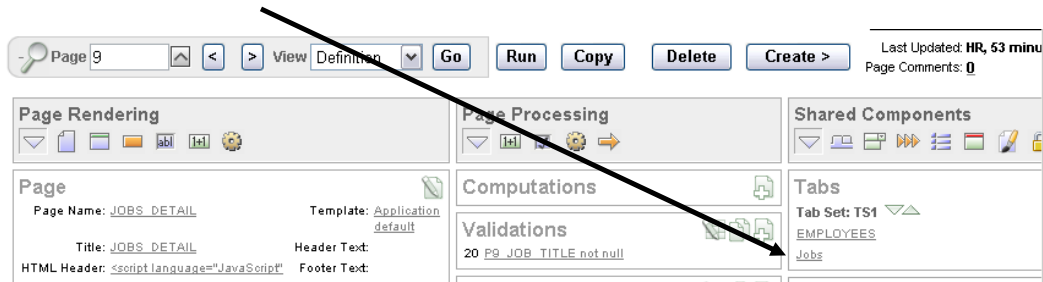 Page 9 < > View Definition Go Run Copy Delete Create >
Last Updated: HR, 53 minu
Page Comments: 0
Page Rendering
Page Processing
Shared Components
Page
Page Name: JOBS_DETAIL
Template: Application default
Title: JOBS_DETAIL
Header Text:
HTML Header: <script language="JavaScript"
Footer Text:
Computations
Validations
20 P9_JOB_TITLE not null
Tabs
Tab Set: TS1
EMPLOYEES
Jobs